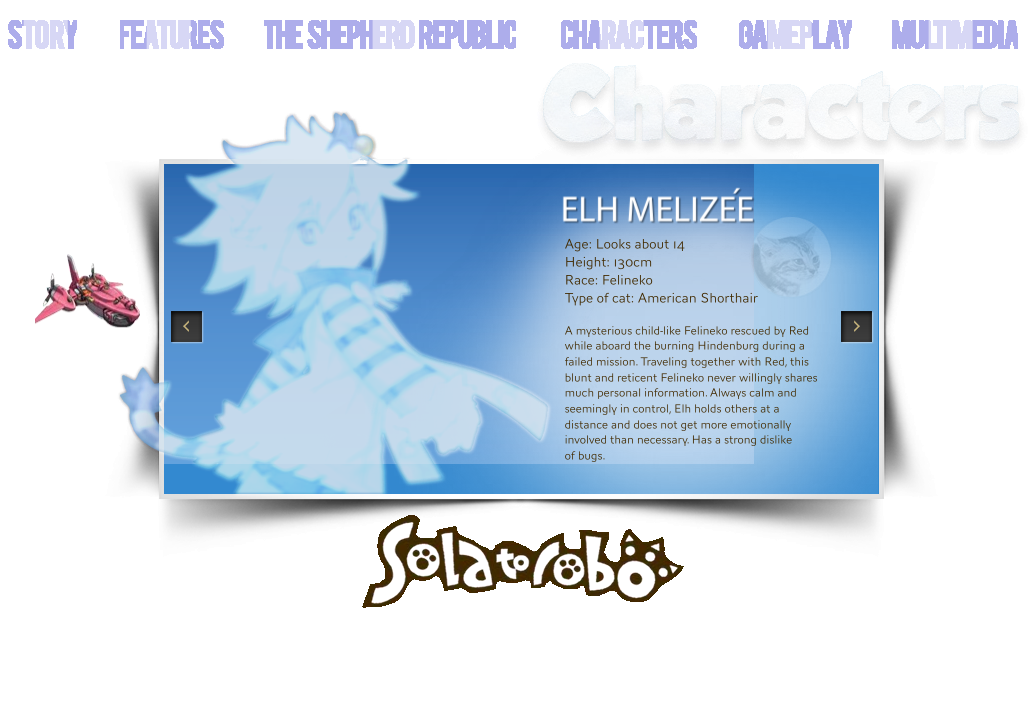 STORY FEATURES THE SHEPHERD REPUBLIC CHARACTERS GAMEPLAY MULTIMEDIA
Characters
ELH MELIZÉE
Age: Looks about 14
Height: 130cm
Race: Felineko
Type of cat: American Shorthair
A mysterious child-like Felineko rescued by Red
while aboard the burning Hindenburg during a
failed mission. Traveling together with Red, this
blunt and reticent Felineko never willingly shares
much personal information. Always calm and
seemingly in control, Elh holds others at a
distance and does not get more emotionally
involved than necessary. Has a strong dislike
of bugs.
Solatorobo